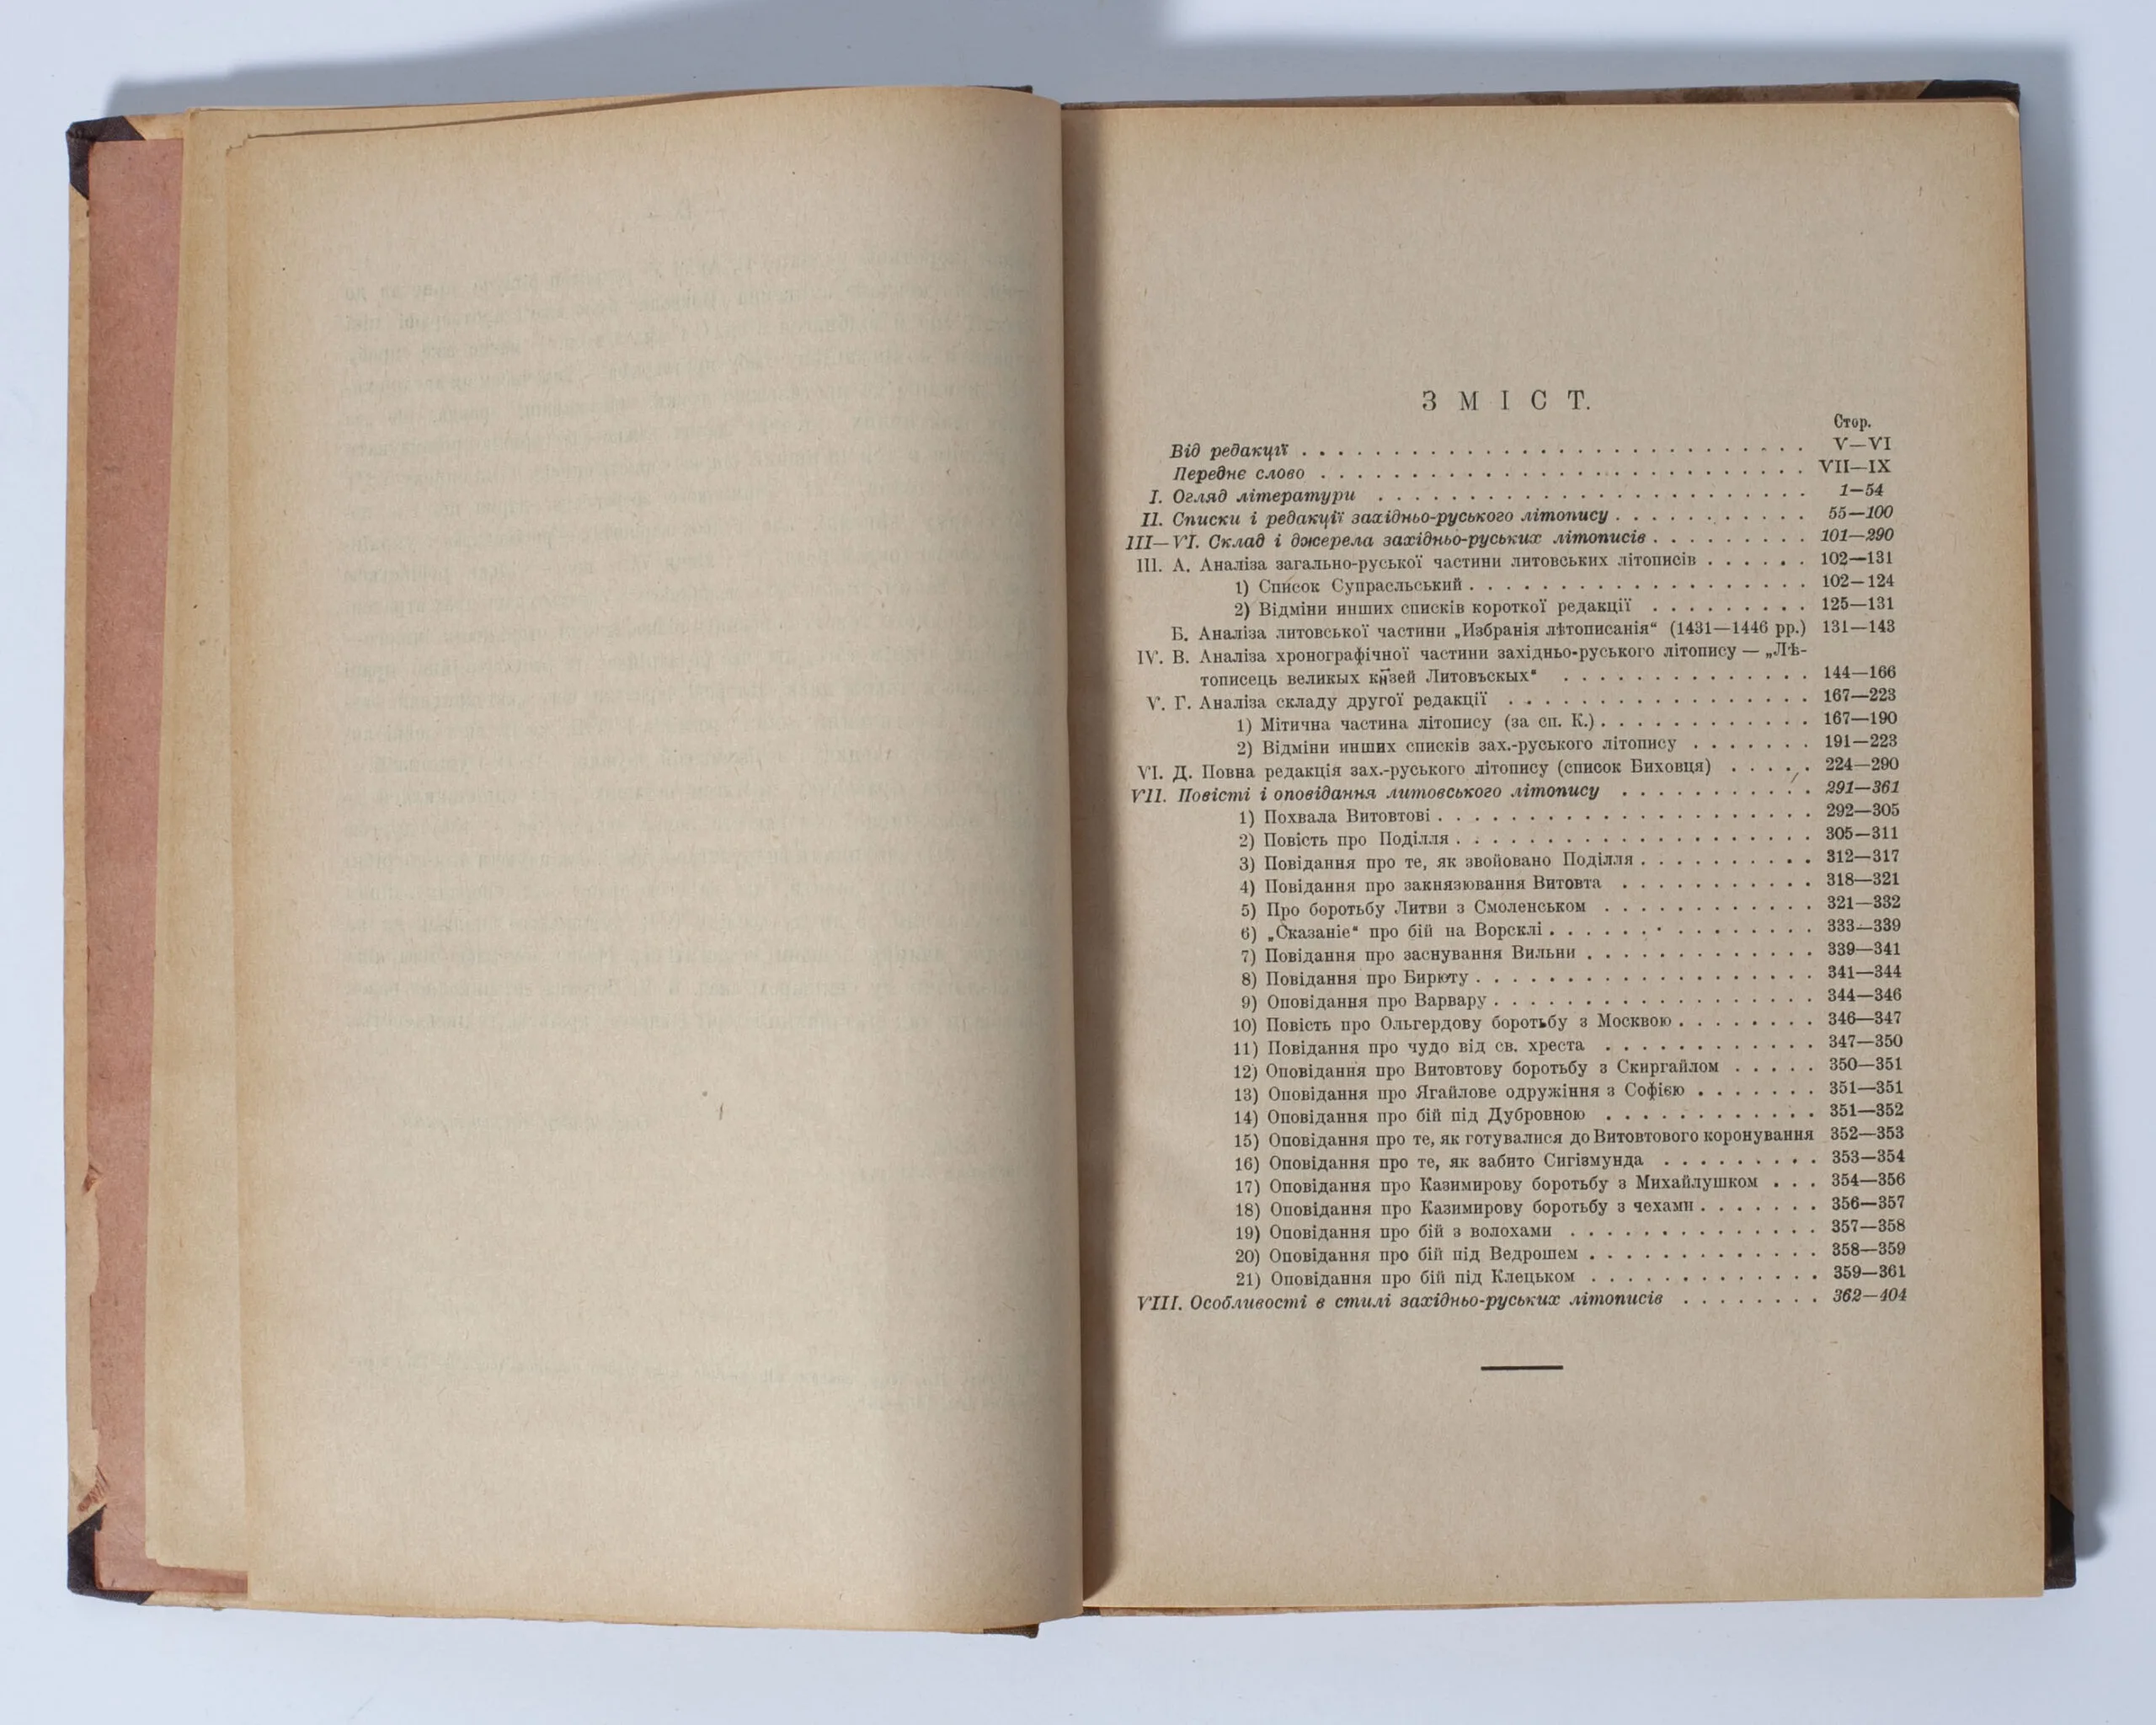 ЗМІСТ.
Стор.
Від редакції . . . . . . . . . . . . . . . . . . . . . . . . . . . . V—VI
Переднє слово . . . . . . . . . . . . . . . . . . . . . . . . . . . VII—IX
I. Огляд літератури . . . . . . . . . . . . . . . . . . . . . . . . 1—54
II. Списки і редакції західньо-руського літопису . . . . . . . . . . . 55—100
III—VI. Склад і джерела західньо-руських літописів . . . . . . . . . 101—290
III. А. Аналіза загально-руської частини литовських літописів . . . . . . 102—131
1) Список Супрасльський . . . . . . . . . . . . . . . . . . . 102—124
2) Відміни инших списків короткої редакції . . . . . . . . . 125—131
Б. Аналіза литовської частини „Избранія лѣтописанія“ (1431—1446 рр.) 131—143
IV. В. Аналіза хронографічної частини західньо-руського літопису — „Лѣ-
тописець великых кнзей Литовъскых“ . . . . . . . . . . . . . . 144—166
V. Г. Аналіза складу другої редакції . . . . . . . . . . . . . . . . . 167—223
1) Мітична частина літопису (за сп. К.) . . . . . . . . . . . . 167—190
2) Відміни инших списків зах.-руського літопису . . . . . . . 191—223
VI. Д. Повна редакція зах.-руського літопису (список Биховця) . . . . . 224—290
VII. Повісті і оповідання литовського літопису . . . . . . . . . . . 291—361
1) Похвала Витовтові . . . . . . . . . . . . . . . . . . . . . 292—305
2) Повість про Поділля . . . . . . . . . . . . . . . . . . . . 305—311
3) Повідання про те, як звойовано Поділля . . . . . . . . . . 312—317
4) Повідання про закнязювання Витовта . . . . . . . . . . . 318—321
5) Про боротьбу Литви з Смоленськом . . . . . . . . . . . . 321—332
6) „Сказаніе“ про бій на Ворсклі . . . . . . . . . . . . . . . 333—339
7) Повідання про заснування Вильни . . . . . . . . . . . . . 339—341
8) Повідання про Бирюту . . . . . . . . . . . . . . . . . . . 341—344
9) Оповідання про Варвару . . . . . . . . . . . . . . . . . . 344—346
10) Повість про Ольгердову боротьбу з Москвою . . . . . . . . 346—347
11) Повідання про чудо від св. хреста . . . . . . . . . . . . 347—350
12) Оповідання про Витовтову боротьбу з Скиргайлом . . . . . 350—351
13) Оповідання про Ягайлове одружіння з Софією . . . . . . . 351—351
14) Оповідання про бій під Дубровною . . . . . . . . . . . . 351—352
15) Оповідання про те, як готувалися до Витовтового коронування 352—353
16) Оповідання про те, як забито Сигізмунда . . . . . . . . . 353—354
17) Оповідання про Казимирову боротьбу з Михайлушком . . . 354—356
18) Оповідання про Казимирову боротьбу з чехами . . . . . . . 356—357
19) Оповідання про бій з волохами . . . . . . . . . . . . . . 357—358
20) Оповідання про бій під Ведрошем . . . . . . . . . . . . . 358—359
21) Оповідання про бій під Клецьком . . . . . . . . . . . . . 359—361
VIII. Особливості в стилі західньо-руських літописів . . . . . . . . 362—404